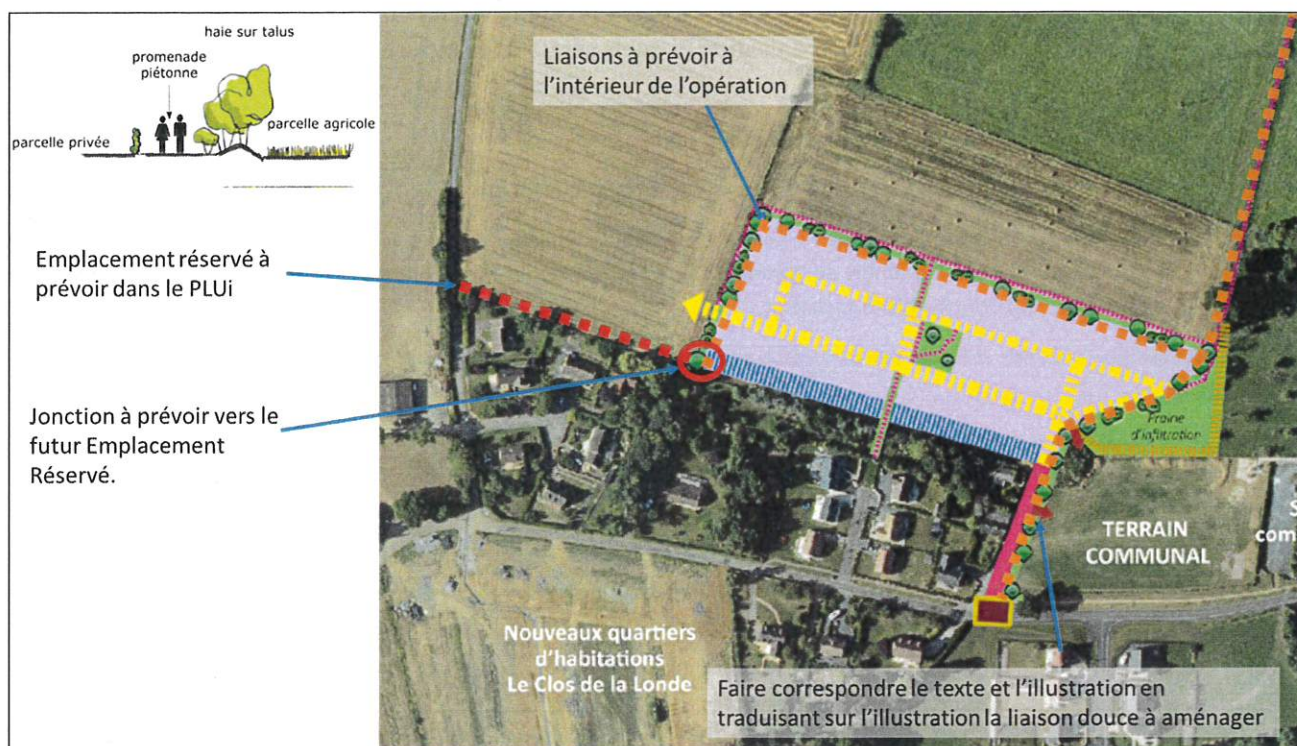 haie sur talus
promenade
piétonne
parcelle privée
parcelle agricole
Liaisons à prévoir à
l'intérieur de l'opération
Emplacement réservé à
prévoir dans le PLUi
Jonction à prévoir vers le
futur Emplacement
Réservé.
Prairie
d'infiltration
TERRAIN
COMMUNAL
S
com
Nouveaux quartiers
d'habitations
Le Clos de la Londe
Faire correspondre le texte et l'illustration en
traduisant sur l'illustration la liaison douce à aménager